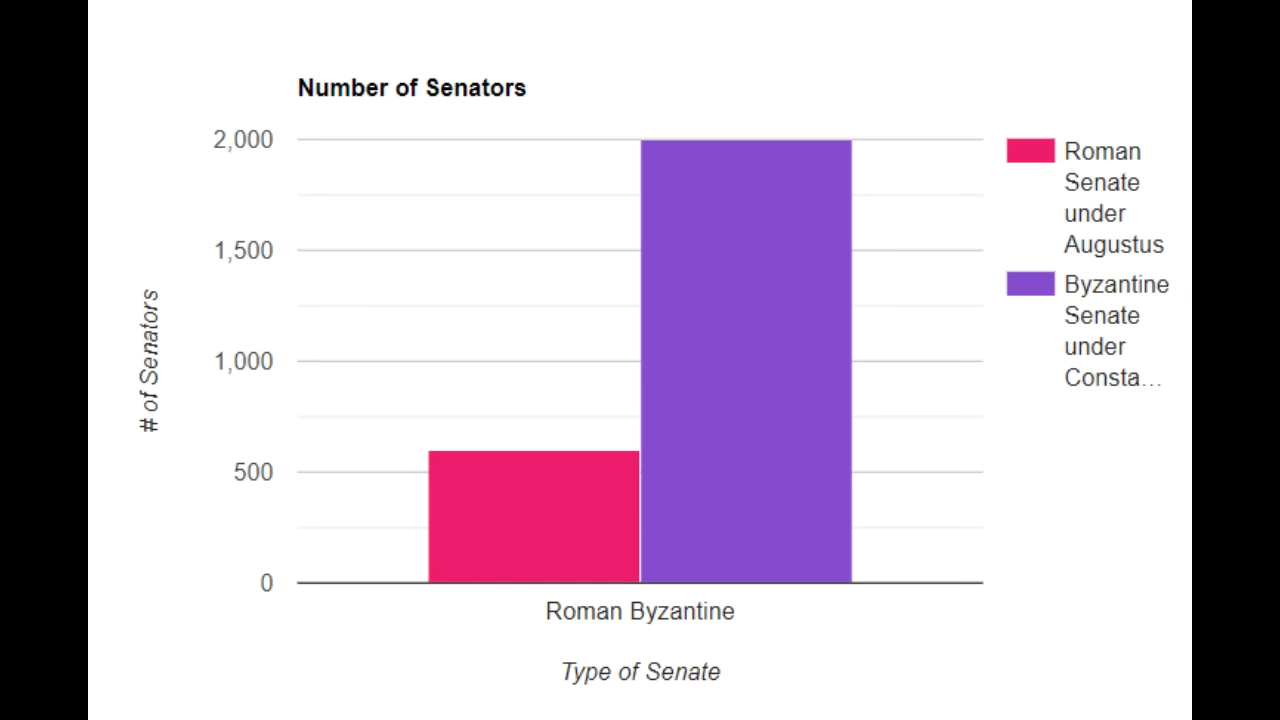 Number of Senators
2,000
1,500
1,000
500
0
# of Senators
Roman Byzantine
Type of Senate
Roman
Senate
under
Augustus
Byzantine
Senate
under
Consta…